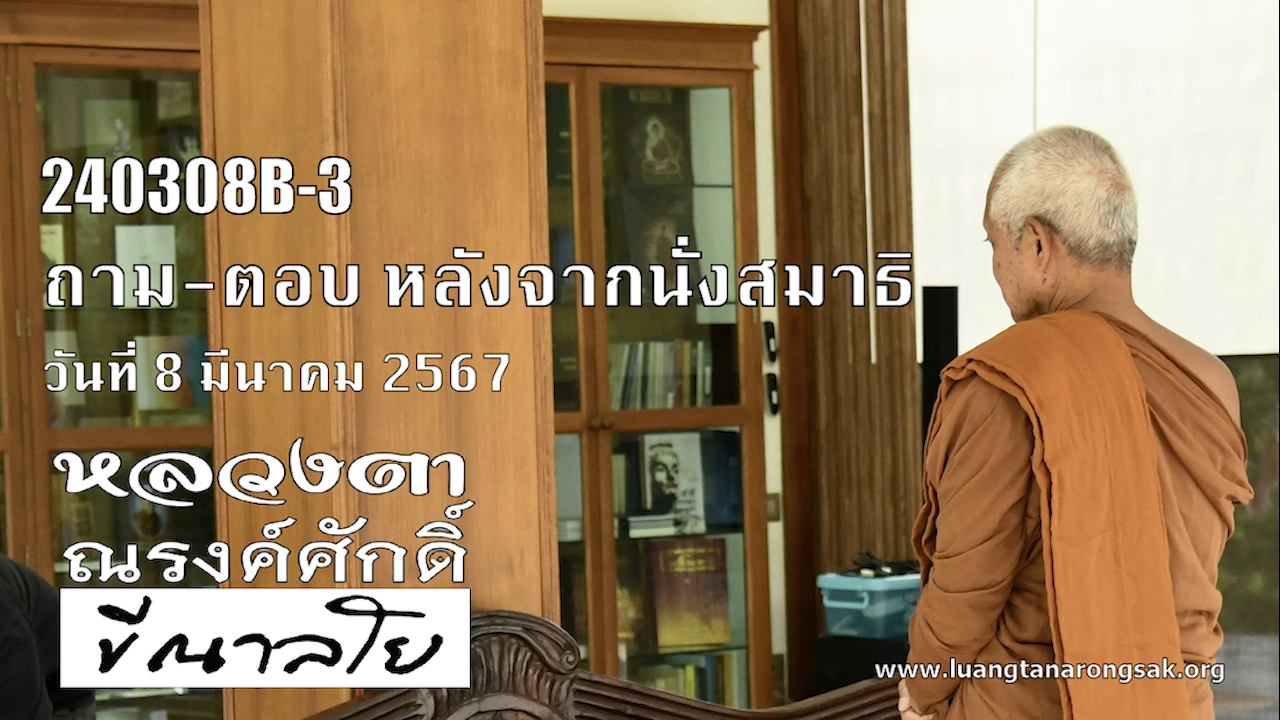 240308B-3
ถาม-ตอบ หลังจากนั่งสมาธิ
วันที่ 8 มีนาคม 2567
หลวงตา
ณรงค์ศักดิ์
ขีณาลโย
www.luangtanarongsak.org